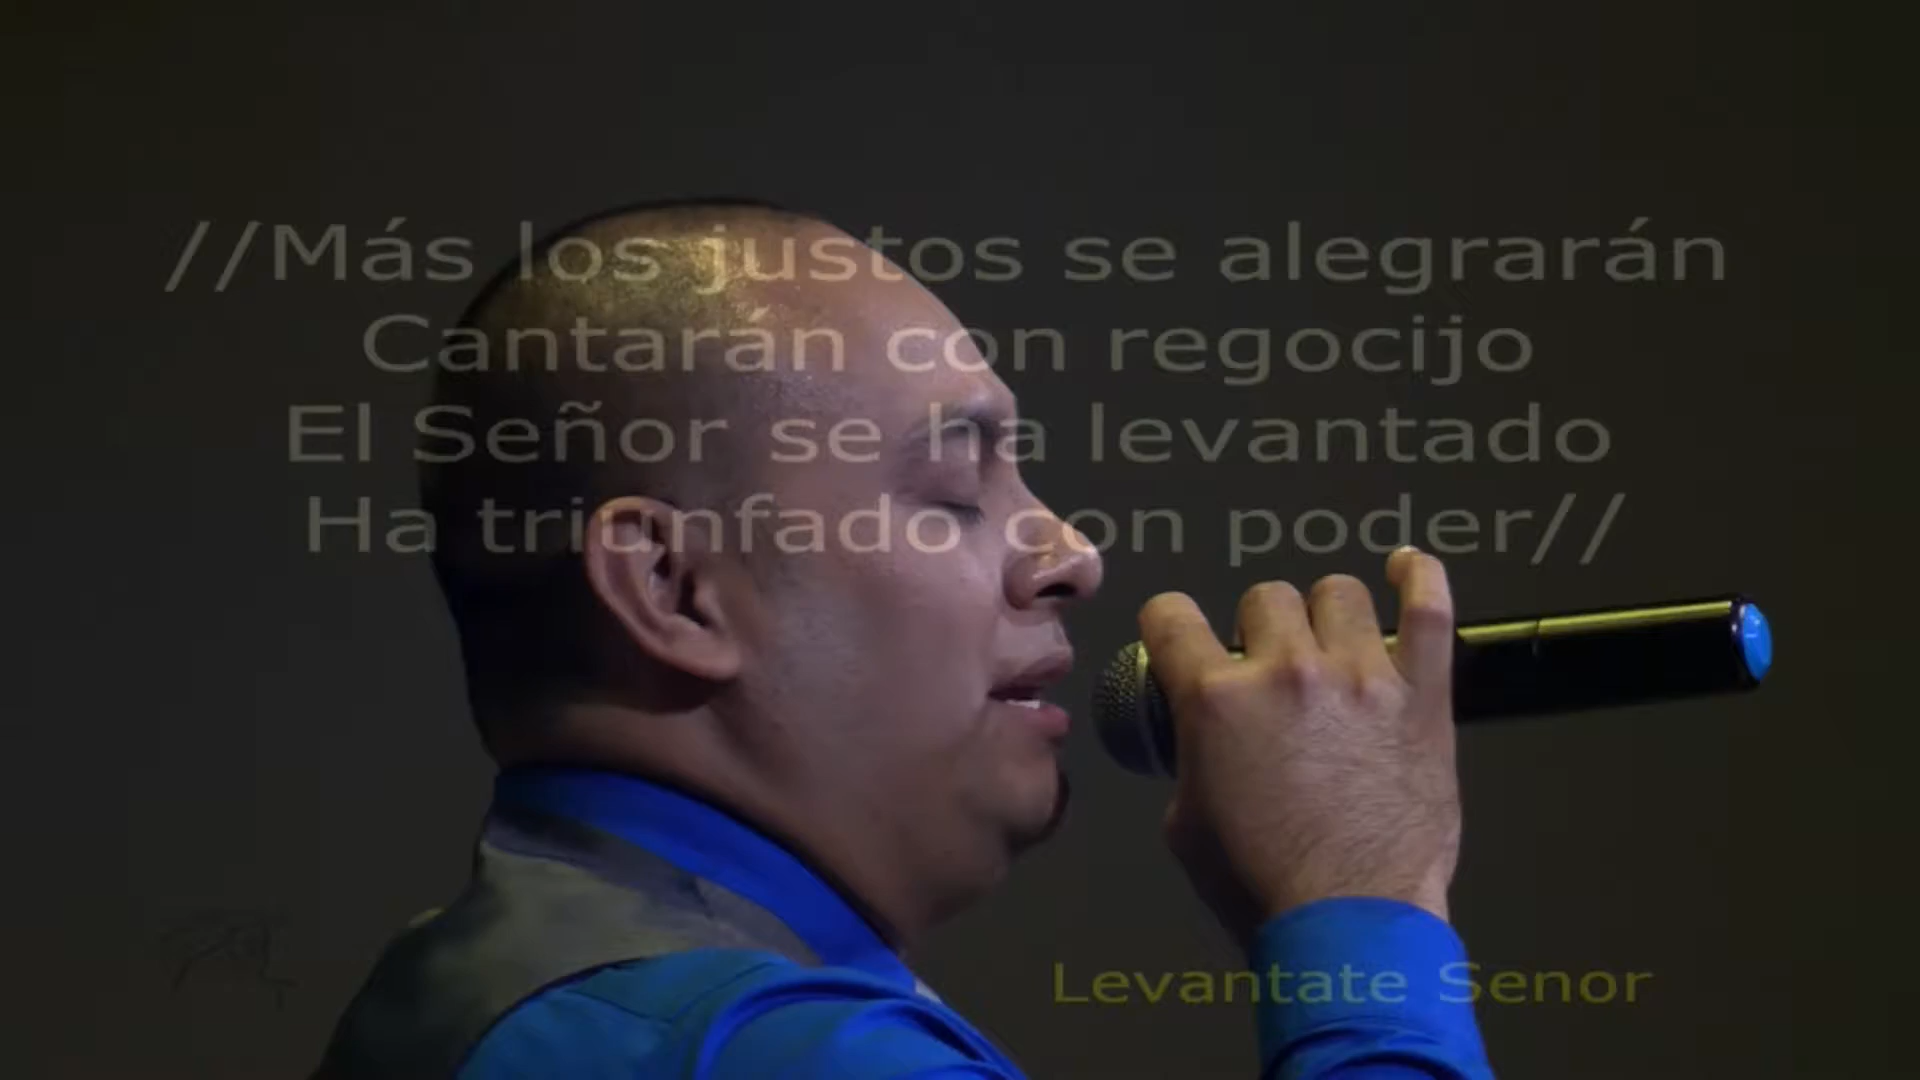 //Más los justos se alegrarán
Cantarán con regocijo
El Señor se ha levantado
Ha triunfado con poder//
Levantate Senor